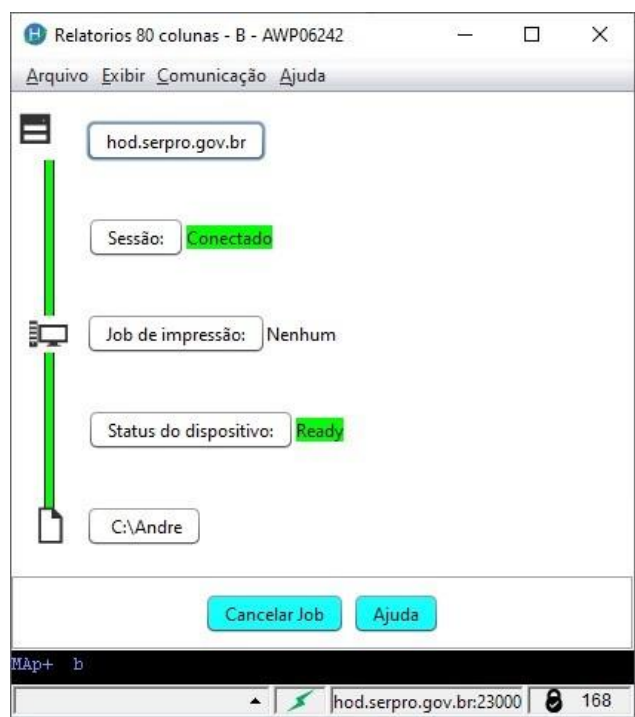 Relatorios 80 colunas - B - AWP06242
Arquivo Exibir Comunicação Ajuda
hod.serpro.gov.br
Sessão: Conectado
Job de impressão: Nenhum
Status do dispositivo: Ready
C:\Andre
Cancelar Job Ajuda
MAp+ b
hod.serpro.gov.br:23000 168